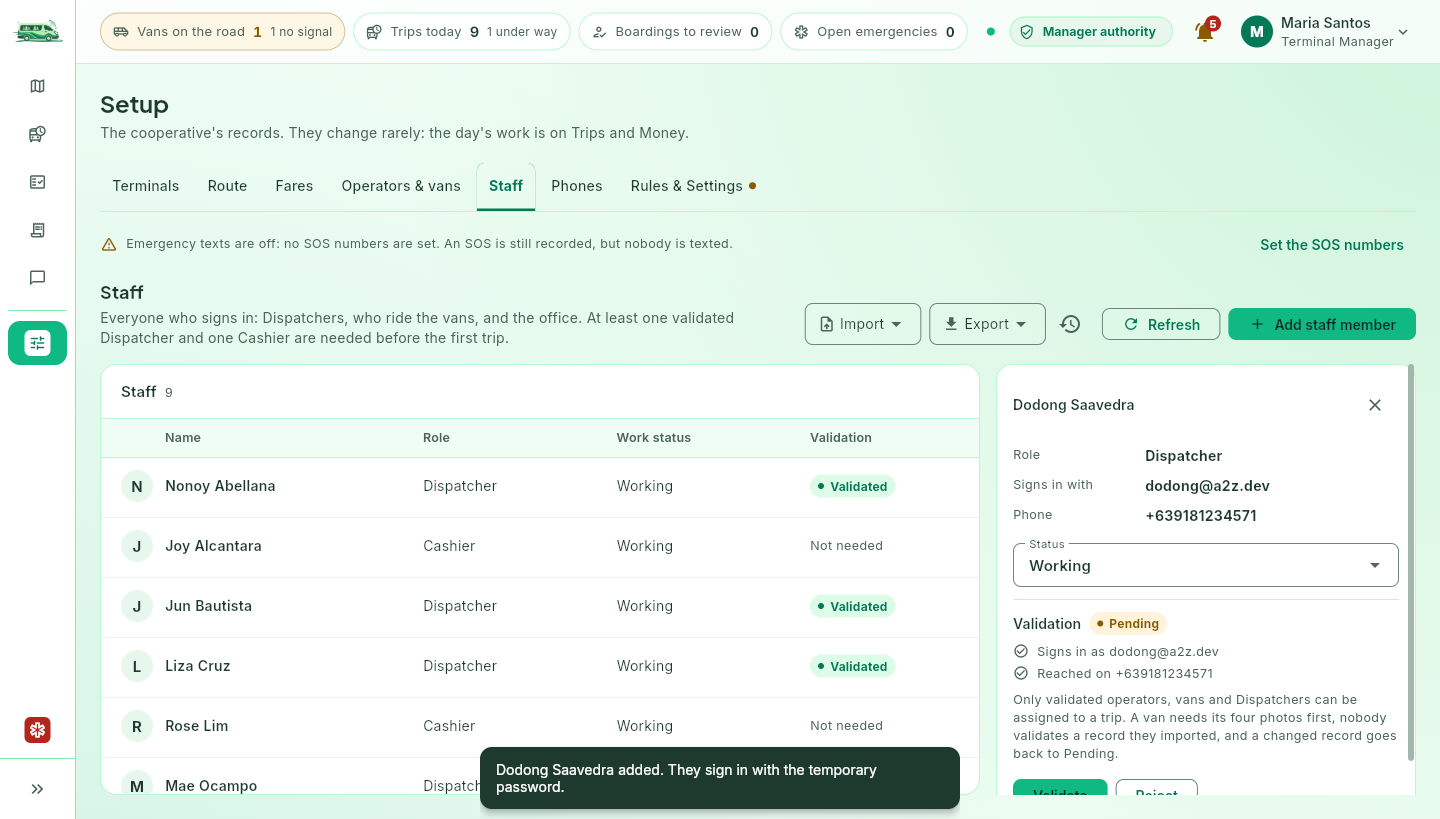 Vans on the road 1 1 no signal
Trips today 9 1 under way
Boardings to review 0
Open emergencies 0
Manager authority
5
M
Maria Santos
Terminal Manager
Setup
The cooperative's records. They change rarely: the day's work is on Trips and Money.
Terminals Route Fares Operators & vans Staff Phones Rules & Settings
Emergency texts are off: no SOS numbers are set. An SOS is still recorded, but nobody is texted.
Set the SOS numbers
Staff
Everyone who signs in: Dispatchers, who ride the vans, and the office. At least one validated
Dispatcher and one Cashier are needed before the first trip.
Import Export Refresh + Add staff member
Staff 9
Name Role Work status Validation
N Nonoy Abellana Dispatcher Working Validated
J Joy Alcantara Cashier Working Not needed
J Jun Bautista Dispatcher Working Validated
L Liza Cruz Dispatcher Working Validated
R Rose Lim Cashier Working Not needed
M Mae Ocampo
Dodong Saavedra
Role Dispatcher
Signs in with dodong@a2z.dev
Phone +639181234571
Status
Working
Validation Pending
Signs in as dodong@a2z.dev
Reached on +639181234571
Only validated operators, vans and Dispatchers can be
assigned to a trip. A van needs its four photos first, nobody
validates a record they imported, and a changed record goes
back to Pending.
Validate Reject
Dodong Saavedra added. They sign in with the temporary
password.